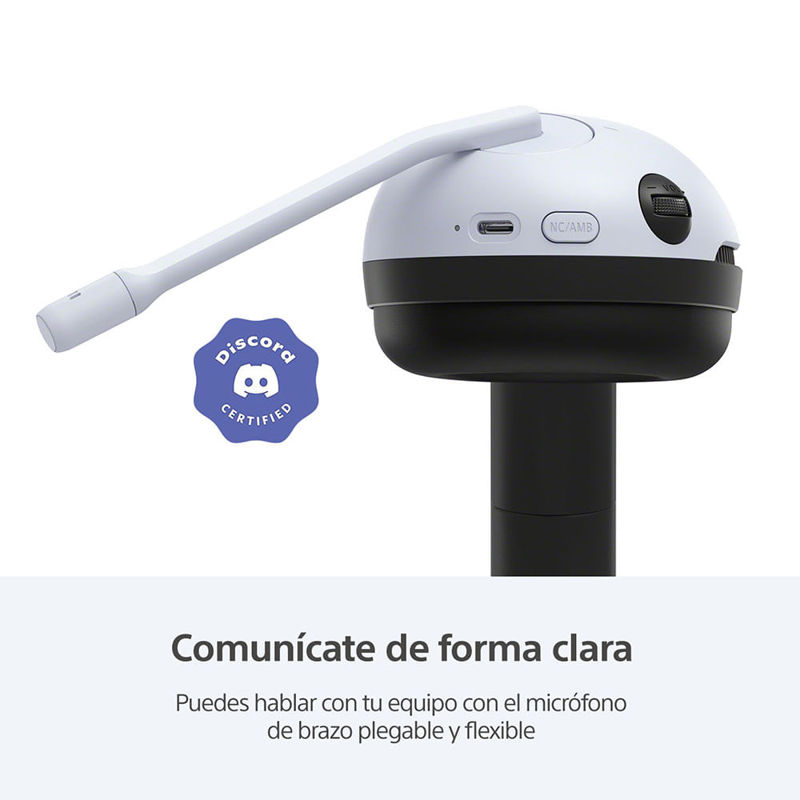 VOL
NC/AMB
Discord
CERTIFIED
Comunícate de forma clara
Puedes hablar con tu equipo con el micrófono
de brazo plegable y flexible